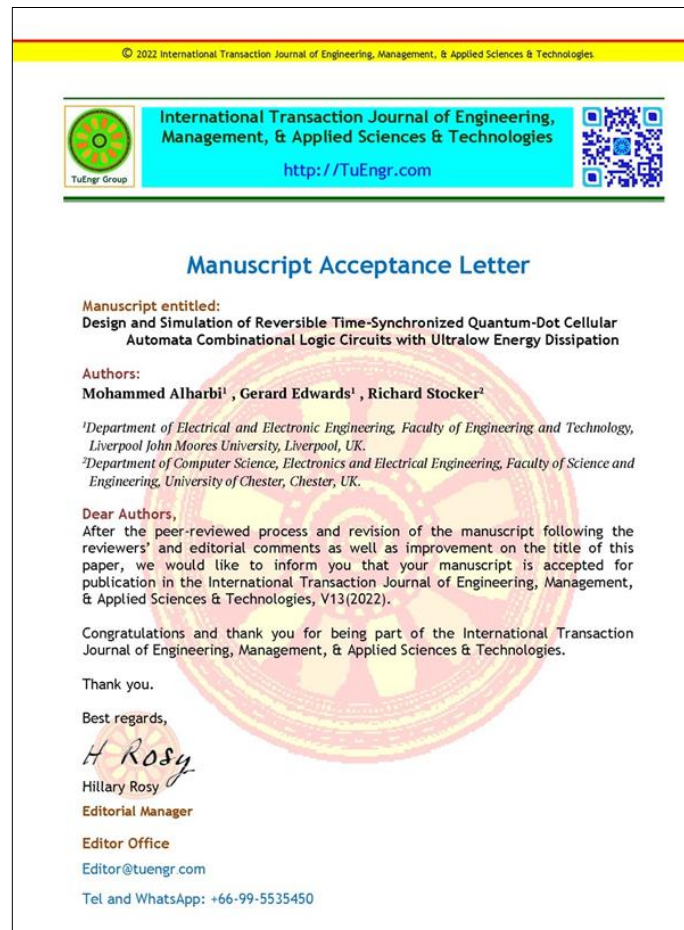 © 2022 International Transaction Journal of Engineering, Management, & Applied Sciences & Technologies
International Transaction Journal of Engineering,
Management, & Applied Sciences & Technologies
http://TuEngr.com
TuEngr Group
Manuscript Acceptance Letter
Manuscript entitled:
Design and Simulation of Reversible Time-Synchronized Quantum-Dot Cellular
Automata Combinational Logic Circuits with Ultralow Energy Dissipation
Authors:
Mohammed Alharbi¹ , Gerard Edwards¹ , Richard Stocker²
¹Department of Electrical and Electronic Engineering, Faculty of Engineering and Technology,
Liverpool John Moores University, Liverpool, UK.
²Department of Computer Science, Electronics and Electrical Engineering, Faculty of Science and
Engineering, University of Chester, Chester, UK.
Dear Authors,
After the peer-reviewed process and revision of the manuscript following the
reviewers’ and editorial comments as well as improvement on the title of this
paper, we would like to inform you that your manuscript is accepted for
publication in the International Transaction Journal of Engineering, Management,
& Applied Sciences & Technologies, V13(2022).
Congratulations and thank you for being part of the International Transaction
Journal of Engineering, Management, & Applied Sciences & Technologies.
Thank you.
Best regards,
H Rosy
Hillary Rosy
Editorial Manager
Editor Office
Editor@tuengr.com
Tel and WhatsApp: +66-99-5535450